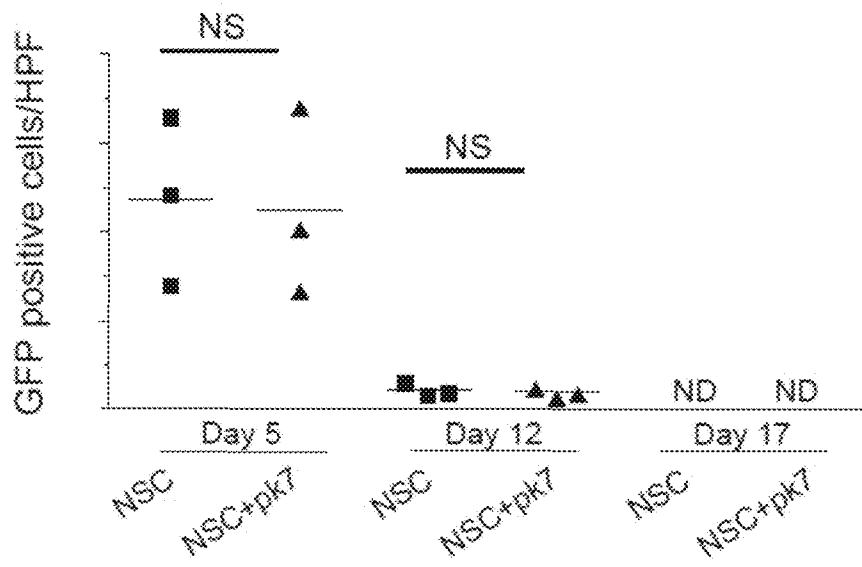 GFP positive cells/HPF
NS
NS
ND ND
Day 5 Day 12 Day 17
NSC NSC+pk7 NSC NSC+pk7 NSC NSC+pk7